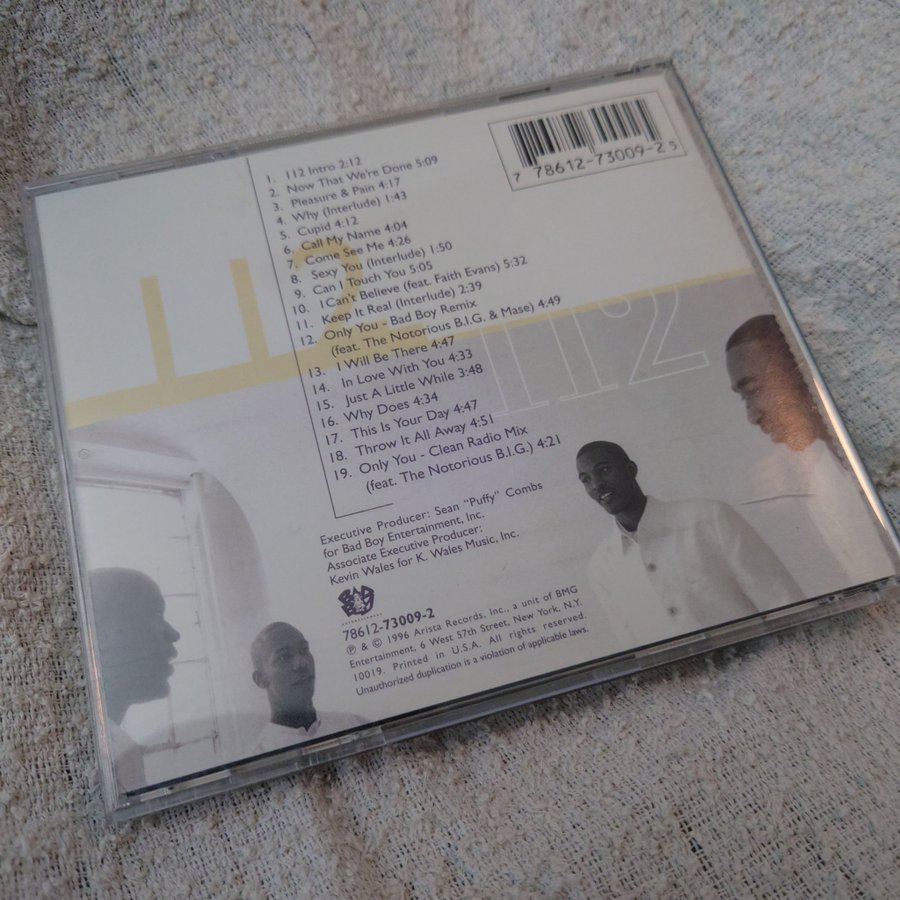 7 78612-73009-2 5
1. 112 Intro 2:12
2. Now That We're Done 5:09
3. Pleasure & Pain 4:17
4. Why (Interlude) 1:43
5. Cupid 4:12
6. Call My Name 4:04
7. Come See Me 4:26
8. Sexy You (Interlude) 1:50
9. Can I Touch You 5:05
10. I Can't Believe (feat. Faith Evans) 5:32
11. Keep It Real (Interlude) 2:39
12. Only You - Bad Boy Remix
(feat. The Notorious B.I.G. & Mase) 4:49
13. I Will Be There 4:47
14. In Love With You 4:33
15. Just A Little While 3:48
16. Why Does 4:34
17. This Is Your Day 4:47
18. Throw It All Away 4:51
19. Only You - Clean Radio Mix
(feat. The Notorious B.I.G.) 4:21
112
112
Executive Producer: Sean "Puffy" Combs
for Bad Boy Entertainment, Inc.
Associate Executive Producer:
Kevin Wales for K. Wales Music, Inc.
BAD
BOY
78612-73009-2
℗ & © 1996 Arista Records, Inc., a unit of BMG
Entertainment, 6 West 57th Street, New York, N.Y.
10019. Printed in U.S.A. All rights reserved.
Unauthorized duplication is a violation of applicable laws.